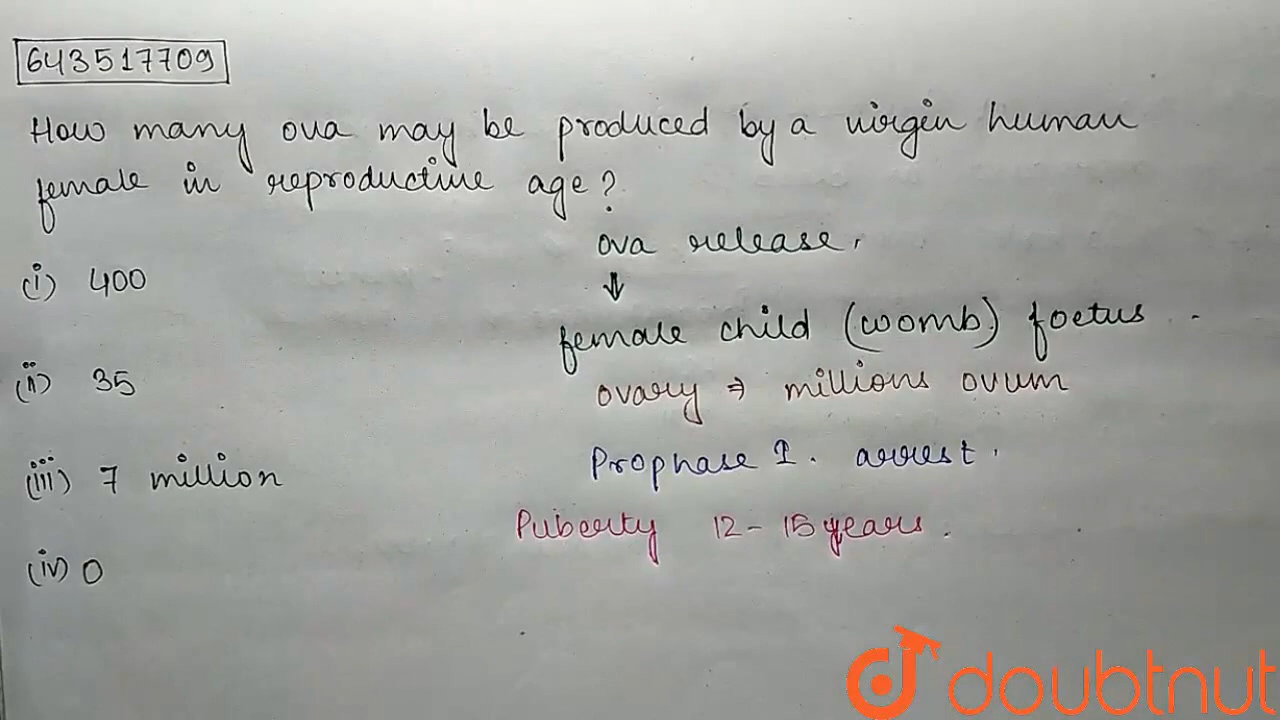 643517709
How many ova may be produced by a virgin human
female in reproductive age?
ova release.
(i) 400
⇓
female child (womb) foetus.
(ii) 35
ovary ⇒ millions ovum
(iii) 7 million
Prophase I. arrest.
Puberty 12-15 years.
(iv) 0
doubtnut